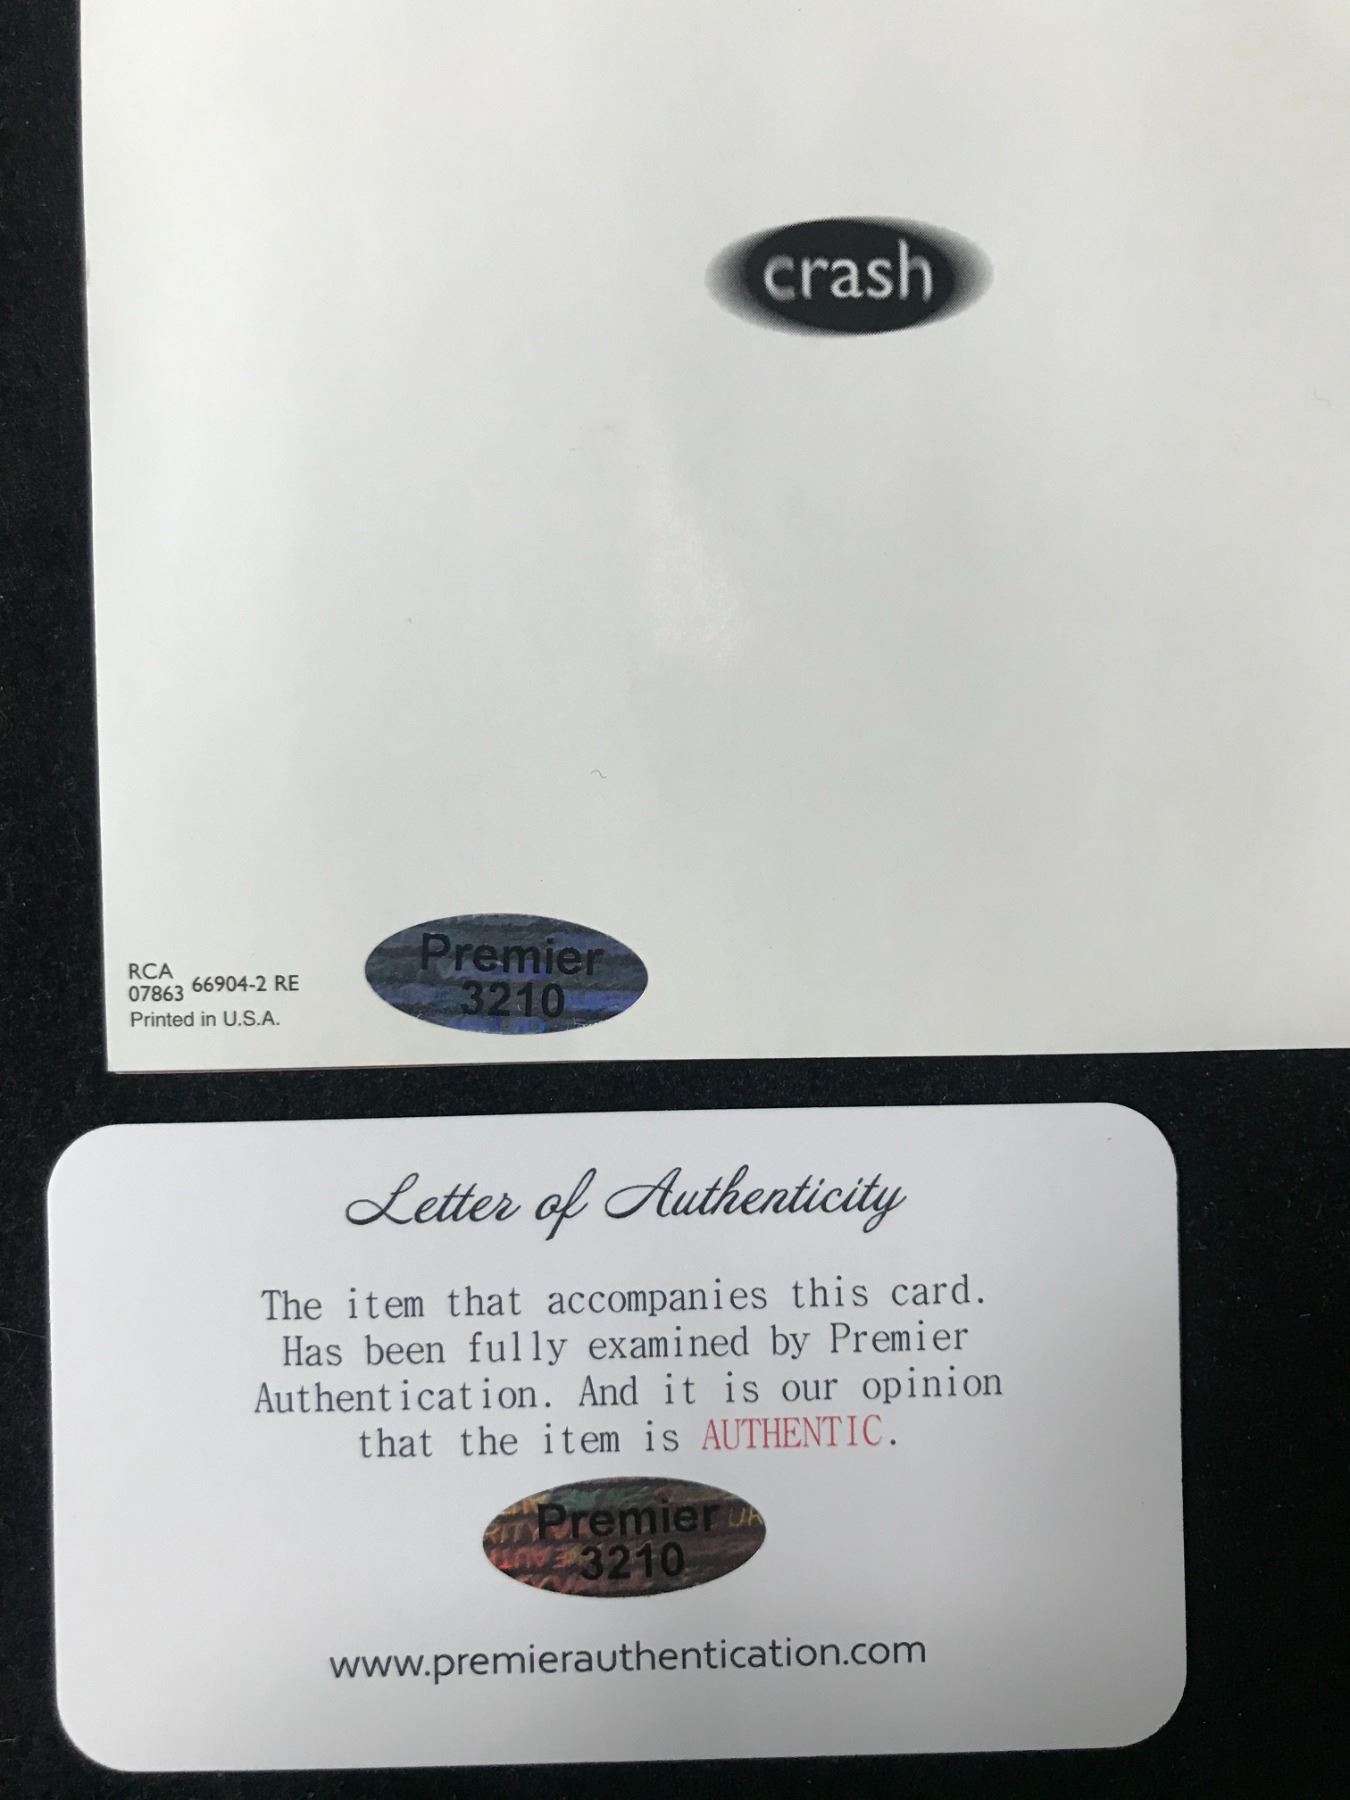 crash
RCA
07863 66904-2 RE
Printed in U.S.A.
Premier
3210
Letter of Authenticity
The item that accompanies this card.
Has been fully examined by Premier
Authentication. And it is our opinion
that the item is AUTHENTIC.
Premier
3210
www.premierauthentication.com